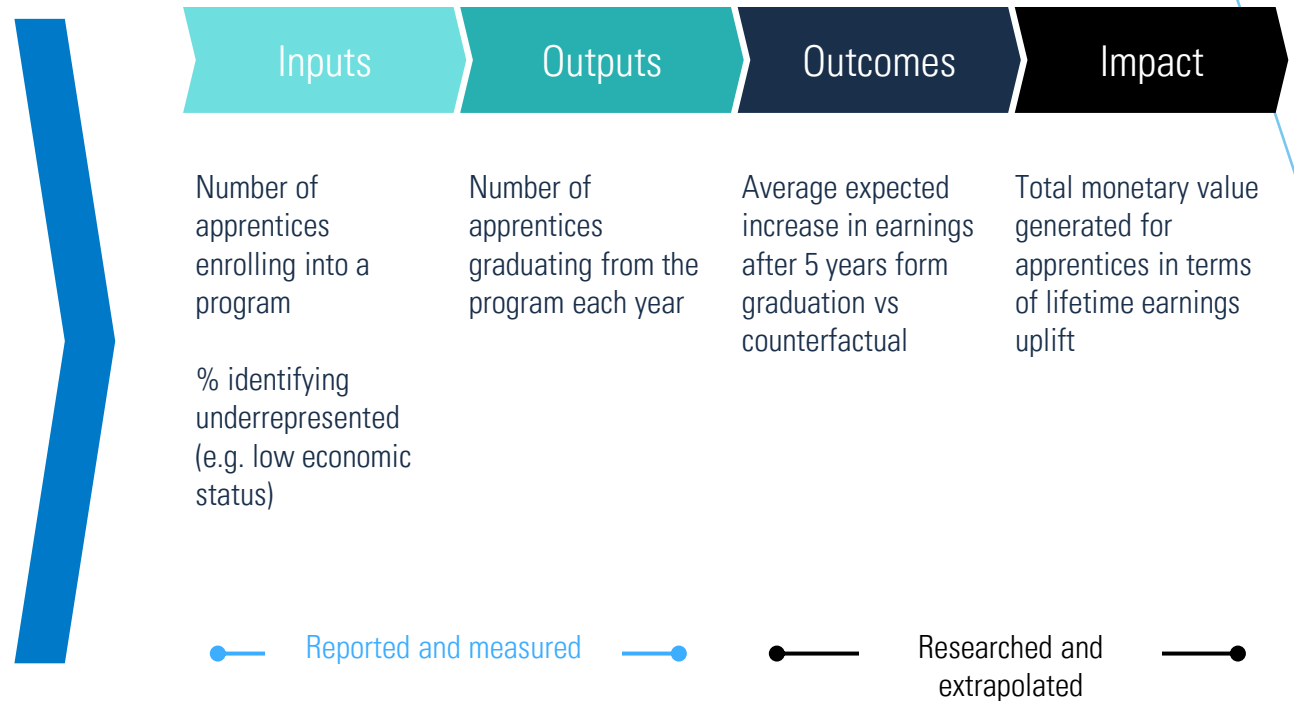 Inputs
Outputs
Outcomes
Impact
Number of
apprentices
enrolling into a
program
% identifying
underrepresented
(e.g. low economic
status)
Number of
apprentices
graduating from the
program each year
Average expected
increase in earnings
after 5 years form
graduation vs
counterfactual
Total monetary value
generated for
apprentices in terms
of lifetime earnings
uplift
Reported and measured
Researched and
extrapolated